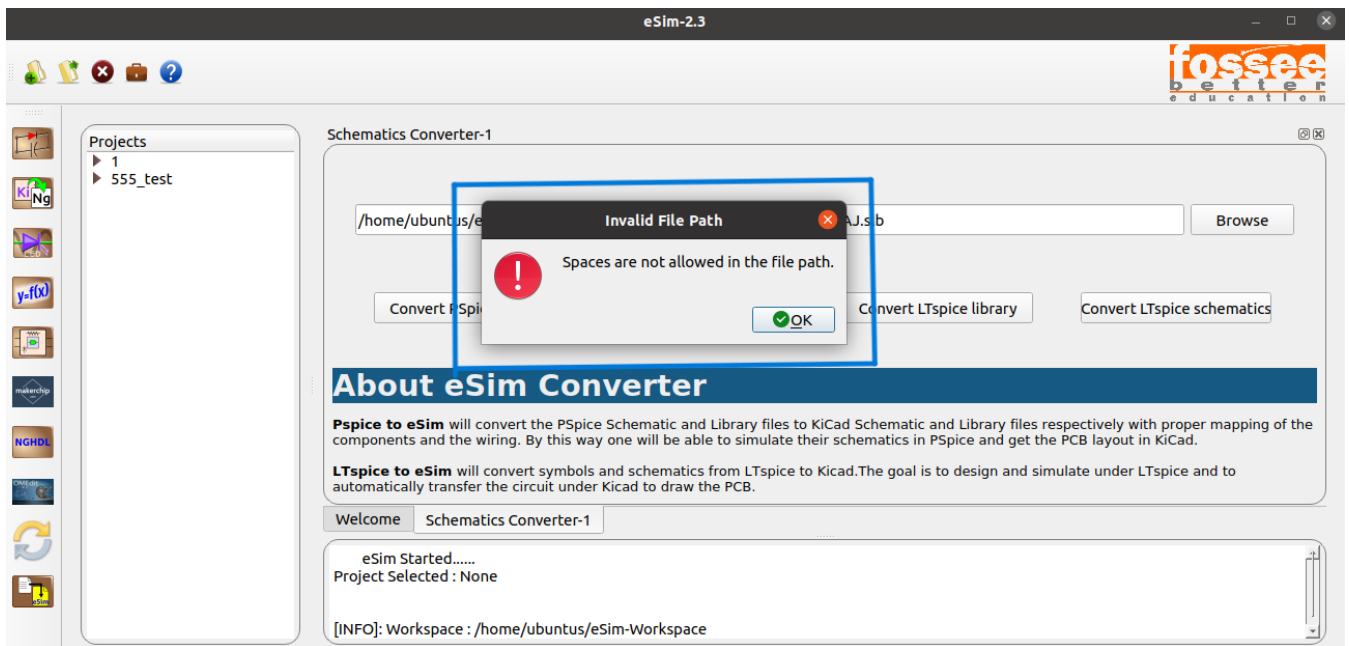 eSim-2.3
fossee
better
education
Ki
Ng
y=f(x)
makerchip
NGHDL
OMEdit
eSim
Projects
1
555_test
Schematics Converter-1
/home/ubuntus/e
Invalid File Path
Browse
Spaces are not allowed in the file path.
OK
Convert PSpi
Convert LTspice library
Convert LTspice schematics
About eSim Converter
Pspice to eSim will convert the PSpice Schematic and Library files to KiCad Schematic and Library files respectively with proper mapping of the
components and the wiring. By this way one will be able to simulate their schematics in PSpice and get the PCB layout in KiCad.
LTspice to eSim will convert symbols and schematics from LTspice to Kicad.The goal is to design and simulate under LTspice and to
automatically transfer the circuit under Kicad to draw the PCB.
Welcome
Schematics Converter-1
eSim Started......
Project Selected : None
[INFO]: Workspace : /home/ubuntus/eSim-Workspace